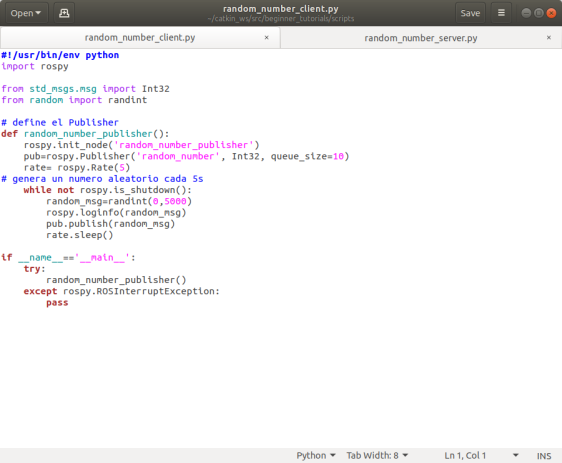 Open
random_number_client.py
~/catkin_ws/src/beginner_tutorials/scripts
Save
random_number_client.py
random_number_server.py
#!/usr/bin/env python
import rospy
from std_msgs.msg import Int32
from random import randint
# define el Publisher
def random_number_publisher():
    rospy.init_node('random_number_publisher')
    pub=rospy.Publisher('random_number', Int32, queue_size=10)
    rate= rospy.Rate(5)
# genera un numero aleatorio cada 5s
    while not rospy.is_shutdown():
        random_msg=randint(0,5000)
        rospy.loginfo(random_msg)
        pub.publish(random_msg)
        rate.sleep()
if __name__=='__main__':
    try:
        random_number_publisher()
    except rospy.ROSInterruptException:
        pass
Python Tab Width: 8 Ln 1, Col 1 INS